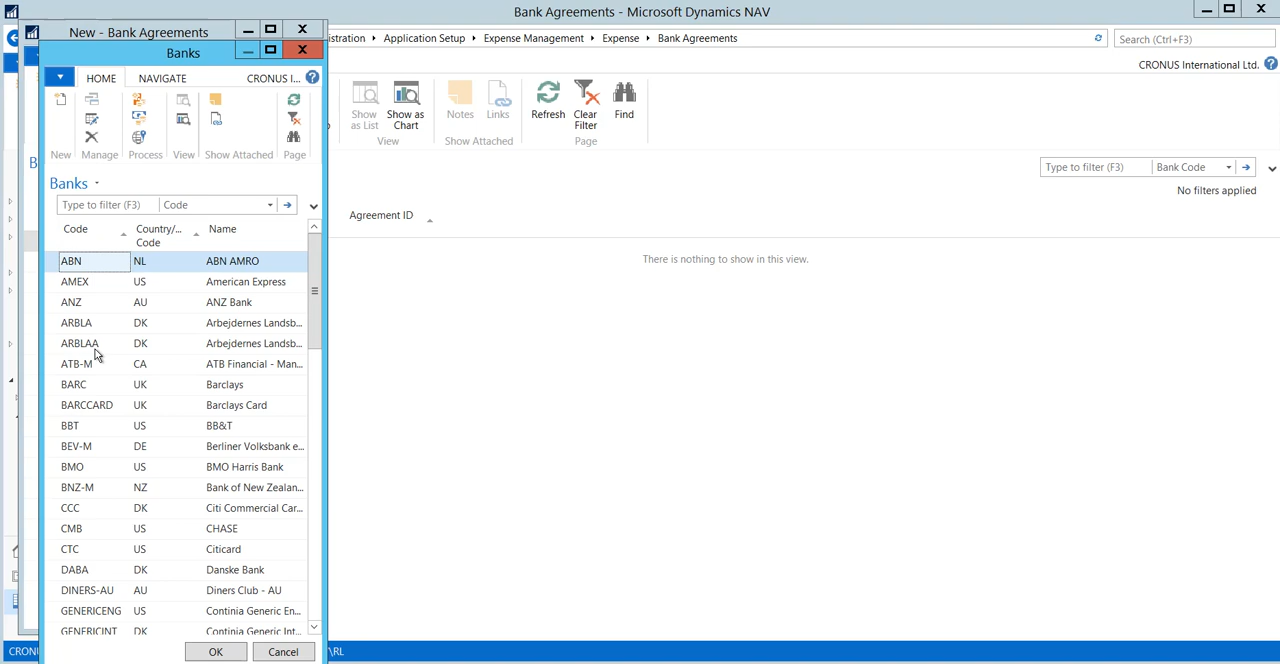 Bank Agreements - Microsoft Dynamics NAV
New - Bank Agreements
istration ▸ Application Setup ▸ Expense Management ▸ Expense ▸ Bank Agreements
Search (Ctrl+F3)
Banks
CRONUS International Ltd.
HOME NAVIGATE CRONUS I...
Show as List
Show as Chart
Notes
Links
Refresh
Clear Filter
Find
View
Show Attached
Page
New Manage Process View Show Attached Page
B
Type to filter (F3) Bank Code
No filters applied
Banks
Type to filter (F3) Code
Agreement ID
Code Country/... Code Name
There is nothing to show in this view.
ABN NL ABN AMRO
AMEX US American Express
ANZ AU ANZ Bank
ARBLA DK Arbejdernes Landsb...
ARBLAA DK Arbejdernes Landsb...
ATB-M CA ATB Financial - Man...
BARC UK Barclays
BARCCARD UK Barclays Card
BBT US BB&T
BEV-M DE Berliner Volksbank e...
BMO US BMO Harris Bank
BNZ-M NZ Bank of New Zealan...
CCC DK Citi Commercial Car...
CMB US CHASE
CTC US Citicard
DABA DK Danske Bank
DINERS-AU AU Diners Club - AU
GENERICENG US Continia Generic En...
GENERICINT DK Continia Generic Int...
OK Cancel
CRONU
\RL